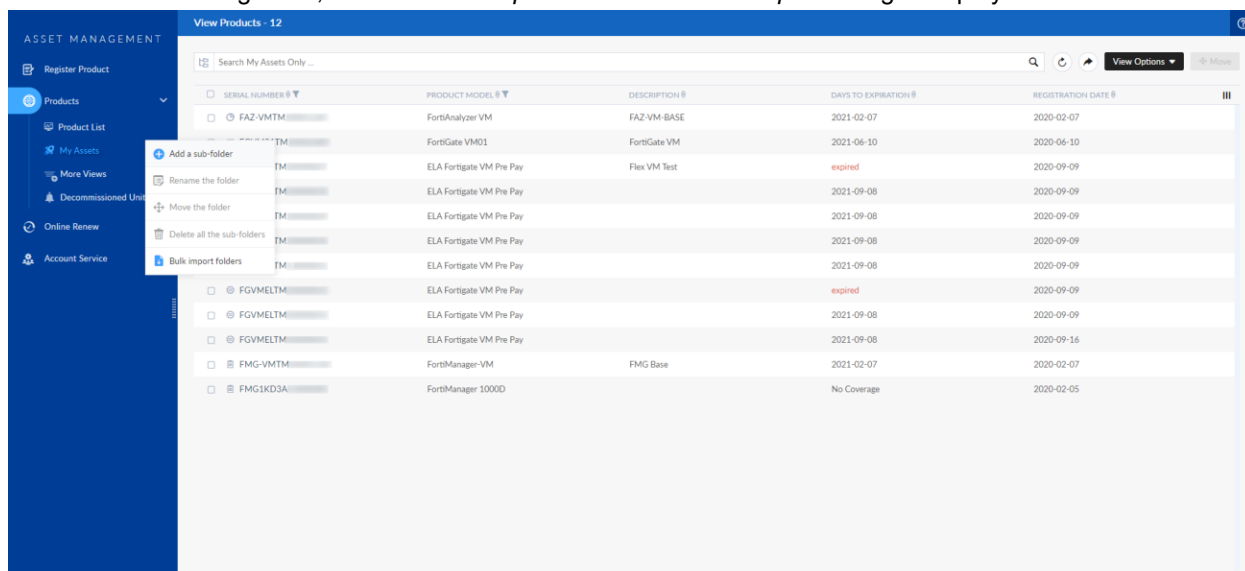 View Products - 12
ASSET MANAGEMENT
Register Product
Products
Product List
My Assets
More Views
Decommissioned Unit
Online Renew
Account Service
Add a sub-folder
Rename the folder
Move the folder
Delete all the sub-folders
Bulk import folders
Search My Assets Only ...
View Options
Move
SERIAL NUMBER PRODUCT MODEL DESCRIPTION DAYS TO EXPIRATION REGISTRATION DATE
FAZ-VMTM FortiAnalyzer VM FAZ-VM-BASE 2021-02-07 2020-02-07
TM FortiGate VM01 FortiGate VM 2021-06-10 2020-06-10
TM ELA Fortigate VM Pre Pay Flex VM Test expired 2020-09-09
TM ELA Fortigate VM Pre Pay 2021-09-08 2020-09-09
TM ELA Fortigate VM Pre Pay 2021-09-08 2020-09-09
TM ELA Fortigate VM Pre Pay 2021-09-08 2020-09-09
TM ELA Fortigate VM Pre Pay 2021-09-08 2020-09-09
FGVMELTM ELA Fortigate VM Pre Pay expired 2020-09-09
FGVMELTM ELA Fortigate VM Pre Pay 2021-09-08 2020-09-09
FGVMELTM ELA Fortigate VM Pre Pay 2021-09-08 2020-09-16
FMG-VMTM FortiManager-VM FMG Base 2021-02-07 2020-02-07
FMG1KD3A FortiManager 1000D No Coverage 2020-02-05